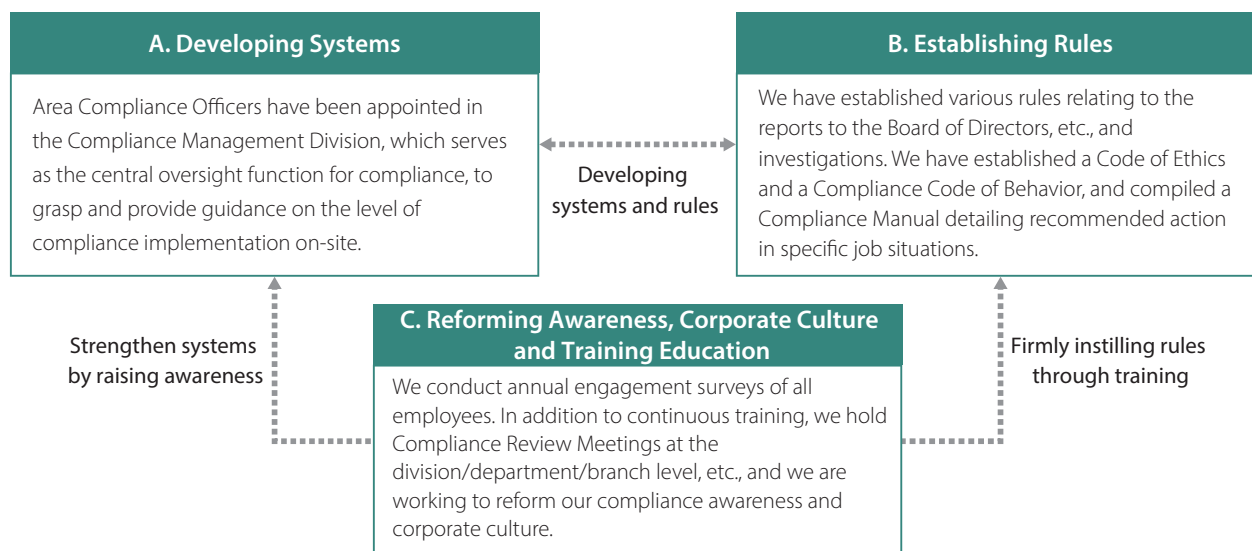 A. Developing Systems
Area Compliance Officers have been appointed in
the Compliance Management Division, which serves
as the central oversight function for compliance, to
grasp and provide guidance on the level of
compliance implementation on-site.
Developing
systems and rules
B. Establishing Rules
We have established various rules relating to the
reports to the Board of Directors, etc., and
investigations. We have established a Code of Ethics
and a Compliance Code of Behavior, and compiled a
Compliance Manual detailing recommended action
in specific job situations.
Strengthen systems
by raising awareness
C. Reforming Awareness, Corporate Culture
and Training Education
We conduct annual engagement surveys of all
employees. In addition to continuous training, we hold
Compliance Review Meetings at the
division/department/branch level, etc., and we are
working to reform our compliance awareness and
corporate culture.
Firmly instilling rules
through training